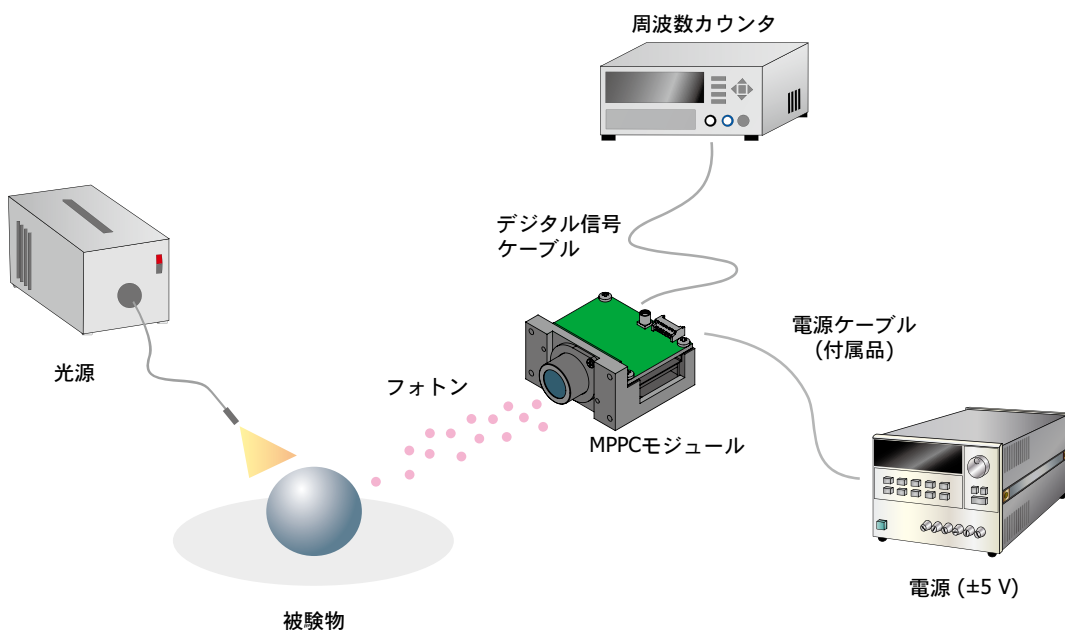 周波数カウンタ
デジタル信号
ケーブル
電源ケーブル
(付属品)
光源
フォトン
MPPCモジュール
電源 (±5 V)
被験物